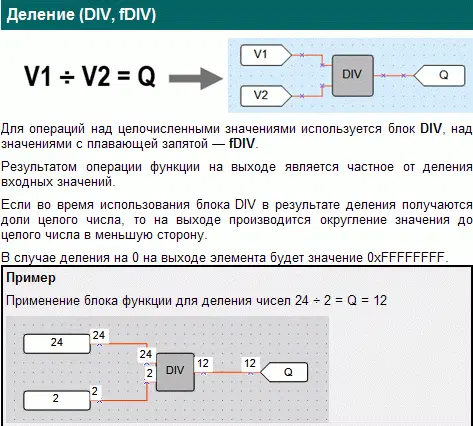 Деление (DIV, fDIV)
V1 ÷ V2 = Q
V1
V2
DIV
Q
Для операций над целочисленными значениями используется блок DIV, над
значениями с плавающей запятой — fDIV.
Результатом операции функции на выходе является частное от деления
входных значений.
Если во время использования блока DIV в результате деления получаются
доли целого числа, то на выходе производится округление значения до
целого числа в меньшую сторону.
В случае деления на 0 на выходе элемента будет значение 0xFFFFFFFF.
Пример
Применение блока функции для деления чисел 24 ÷ 2 = Q = 12
24
24
24
2
2
2
DIV
12
12
Q